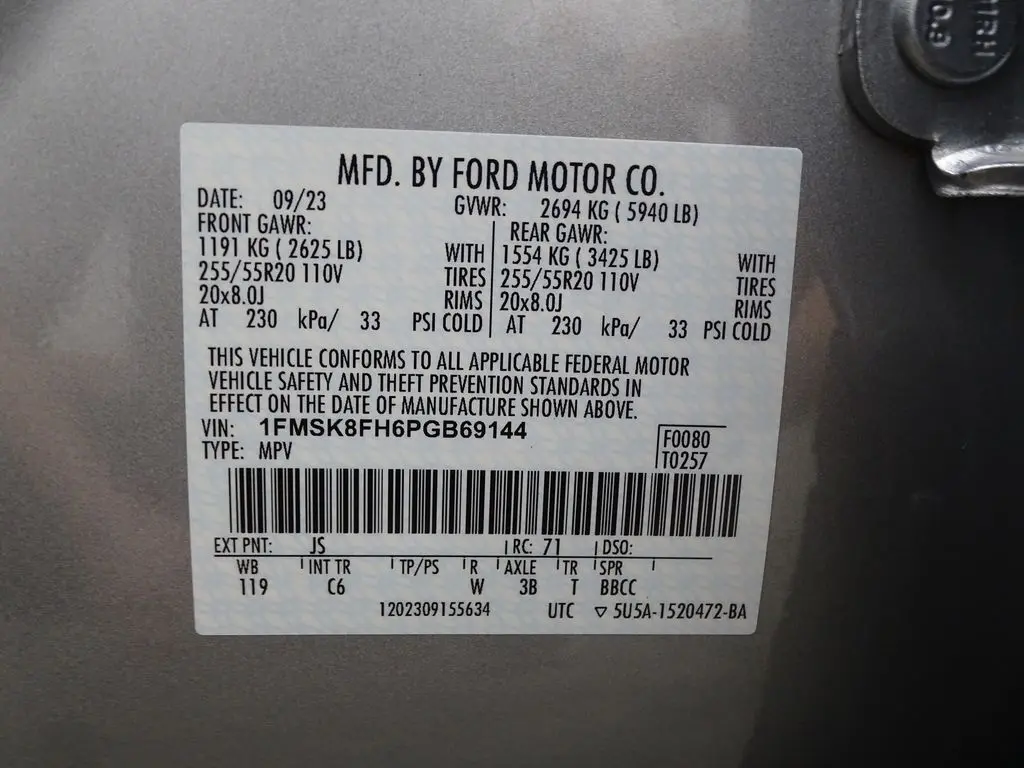 MFD. BY FORD MOTOR CO.
DATE: 09/23 GVWR: 2694 KG ( 5940 LB)
FRONT GAWR: REAR GAWR:
1191 KG ( 2625 LB) WITH 1554 KG ( 3425 LB) WITH
255/55R20 110V TIRES 255/55R20 110V TIRES
20x8.0J RIMS 20x8.0J RIMS
AT 230 kPa/ 33 PSI COLD AT 230 kPa/ 33 PSI COLD
THIS VEHICLE CONFORMS TO ALL APPLICABLE FEDERAL MOTOR
VEHICLE SAFETY AND THEFT PREVENTION STANDARDS IN
EFFECT ON THE DATE OF MANUFACTURE SHOWN ABOVE.
VIN: 1FMSK8FH6PGB69144
TYPE: MPV
F0080
T0257
EXT PNT: JS RC: 71 DSO:
WB INT TR TP/PS R AXLE TR SPR
119 C6 W 3B T BBCC
1202309155634 UTC ▽ 5U5A-1520472-BA
10.9